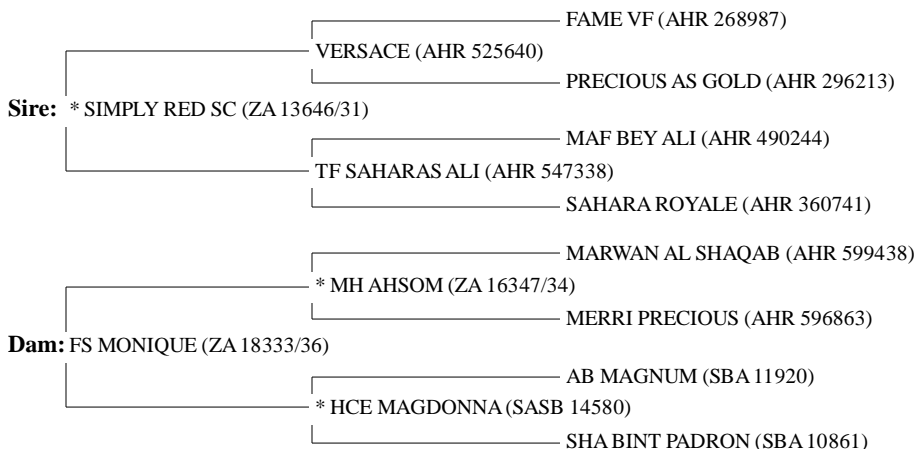 FAME VF (AHR 268987)
VERSACE (AHR 525640)
PRECIOUS AS GOLD (AHR 296213)
Sire: * SIMPLY RED SC (ZA 13646/31)
MAF BEY ALI (AHR 490244)
TF SAHARAS ALI (AHR 547338)
SAHARA ROYALE (AHR 360741)
MARWAN AL SHAQAB (AHR 599438)
* MH AHSOM (ZA 16347/34)
MERRI PRECIOUS (AHR 596863)
Dam: FS MONIQUE (ZA 18333/36)
AB MAGNUM (SBA 11920)
* HCE MAGDONNA (SASB 14580)
SHA BINT PADRON (SBA 10861)